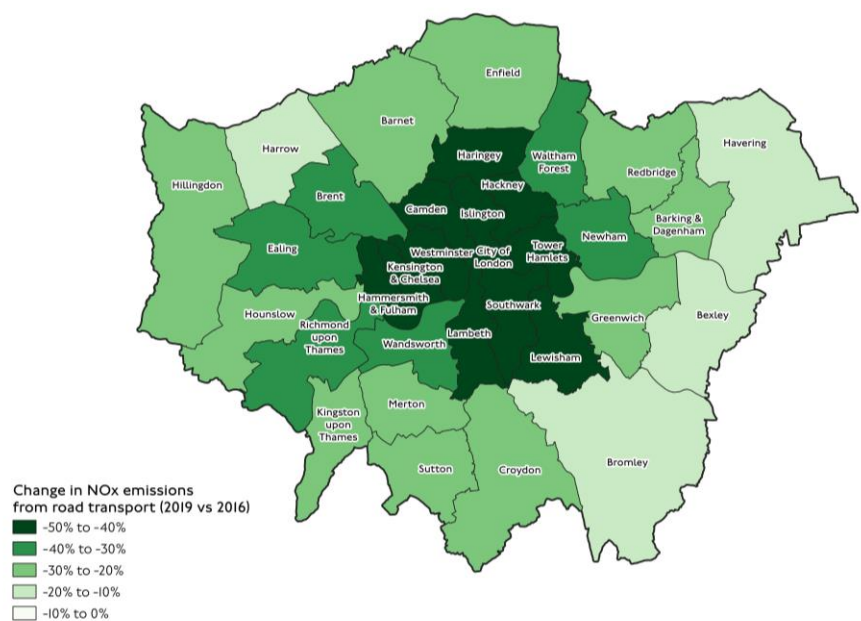 Enfield
Barnet
Harrow
Haringey
Waltham
Forest
Havering
Redbridge
Hillingdon
Brent
Hackney
Camden
Islington
Barking &
Dagenham
Ealing
Westminster
City of
London
Tower
Hamlets
Newham
Kensington
& Chelsea
Hammersmith
& Fulham
Hounslow
Southwark
Greenwich
Bexley
Richmond
upon
Thames
Wandsworth
Lambeth
Lewisham
Merton
Kingston
upon
Thames
Sutton
Croydon
Bromley
Change in NOx emissions
from road transport (2019 vs 2016)
-50% to -40%
-40% to -30%
-30% to -20%
-20% to -10%
-10% to 0%